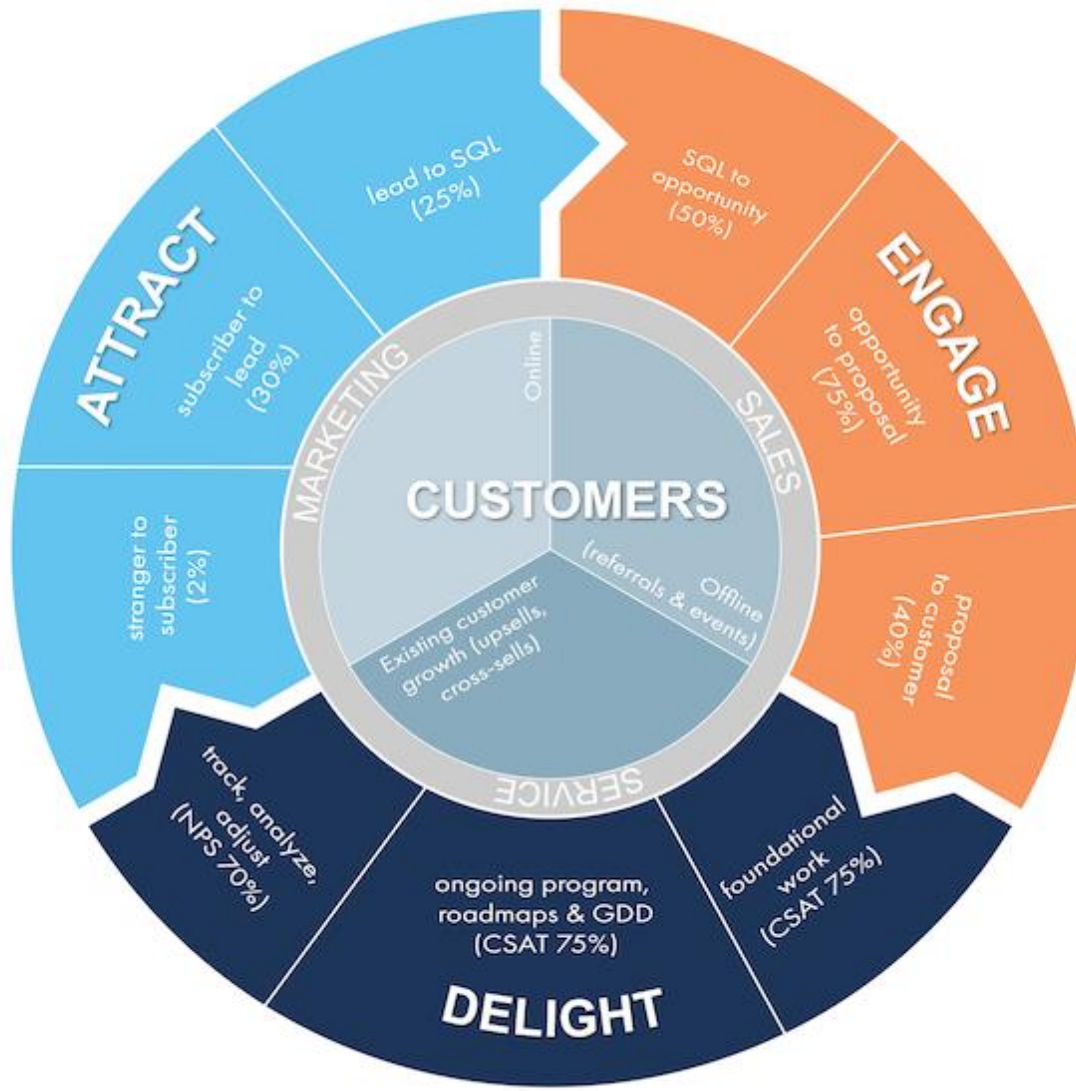 ATTRACT
stranger to
subscriber
(2%)
subscriber to
lead
(30%)
lead to SQL
(25%)
ENGAGE
SQL to
opportunity
(50%)
opportunity
to proposal
(75%)
proposal
to customer
(40%)
DELIGHT
foundational
work
(CSAT 75%)
ongoing program,
roadmaps & GDD
(CSAT 75%)
track, analyze,
adjust
(NPS 70%)
MARKETING
SALES
SERVICE
CUSTOMERS
Online
Offline
(referrals & events)
Existing customer
growth (upsells,
cross-sells)